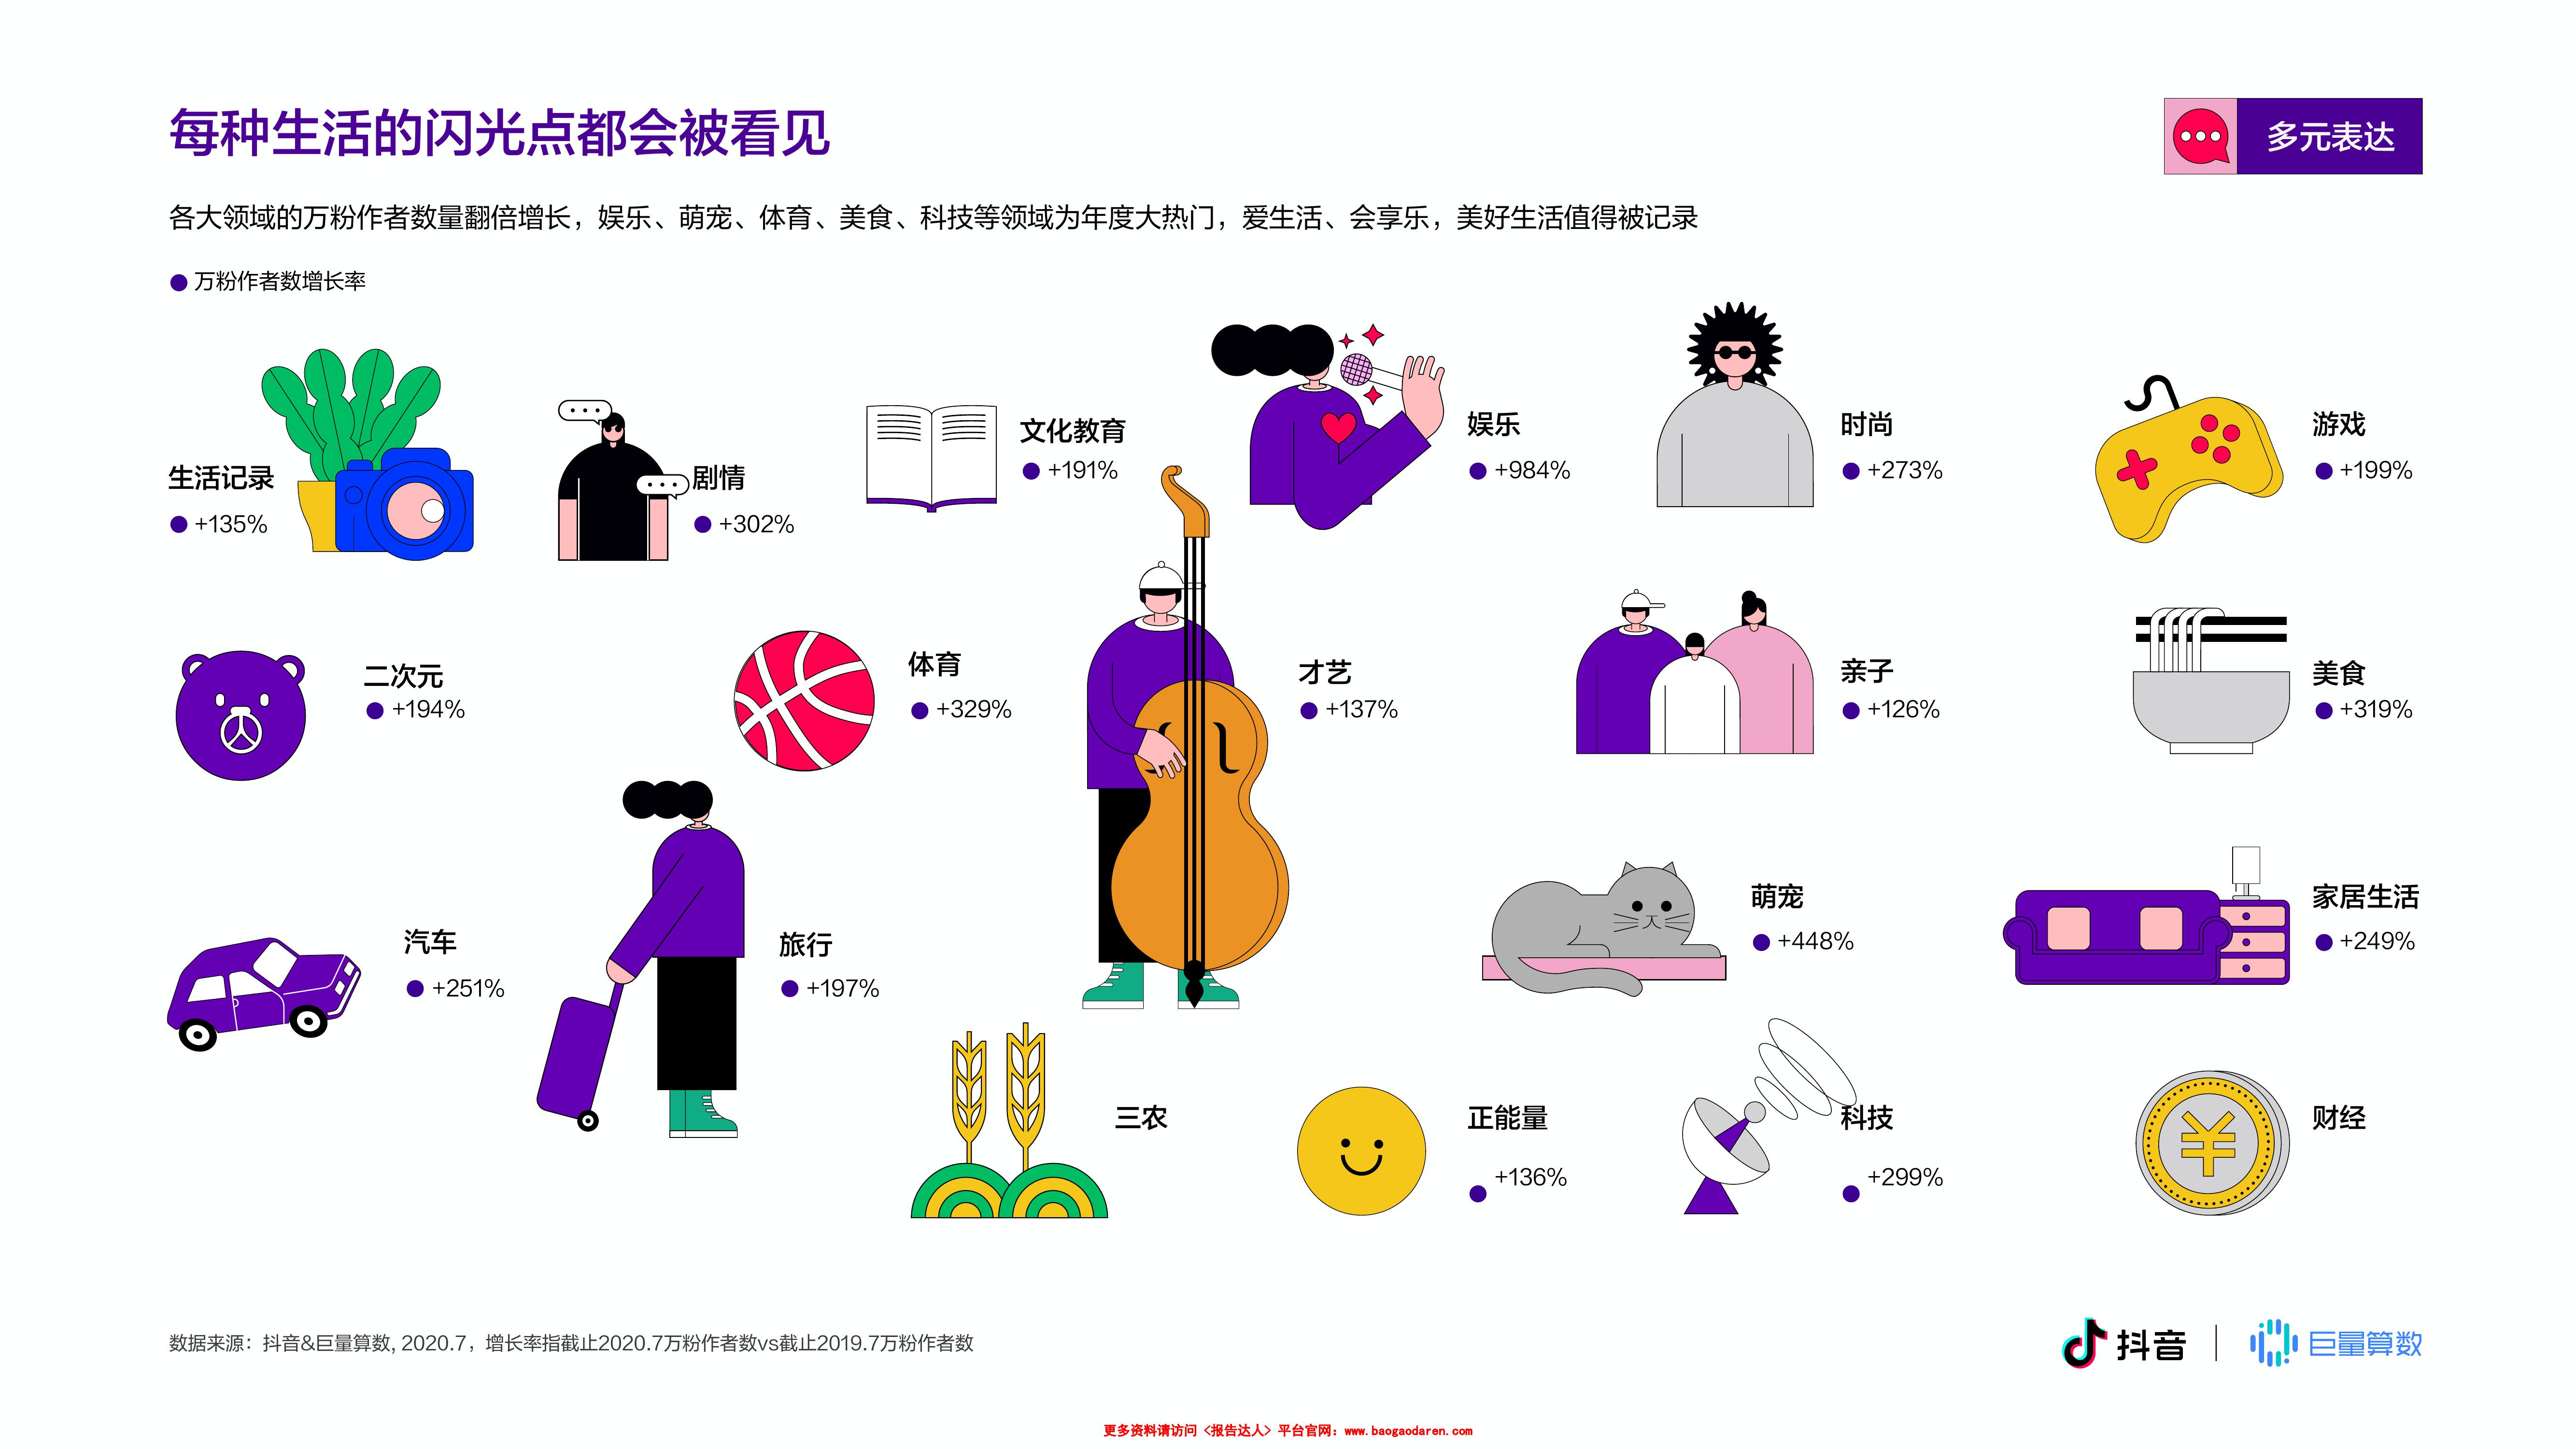 每种生活的闪光点都会被看见
多元表达
各大领域的万粉作者数量翻倍增长，娱乐、萌宠、体育、美食、科技等领域为年度大热门，爱生活、会享乐，美好生活值得被记录
万粉作者数增长率
生活记录
+135%
剧情
+302%
文化教育
+191%
娱乐
+984%
时尚
+273%
游戏
+199%
二次元
+194%
体育
+329%
才艺
+137%
亲子
+126%
美食
+319%
汽车
+251%
旅行
+197%
萌宠
+448%
家居生活
+249%
三农
正能量
+136%
科技
+299%
财经
数据来源：抖音&巨量算数, 2020.7，增长率指截止2020.7万粉作者数vs截止2019.7万粉作者数
抖音
巨量算数
更多资料请访问《报告达人》平台官网：www.baogaodaren.com